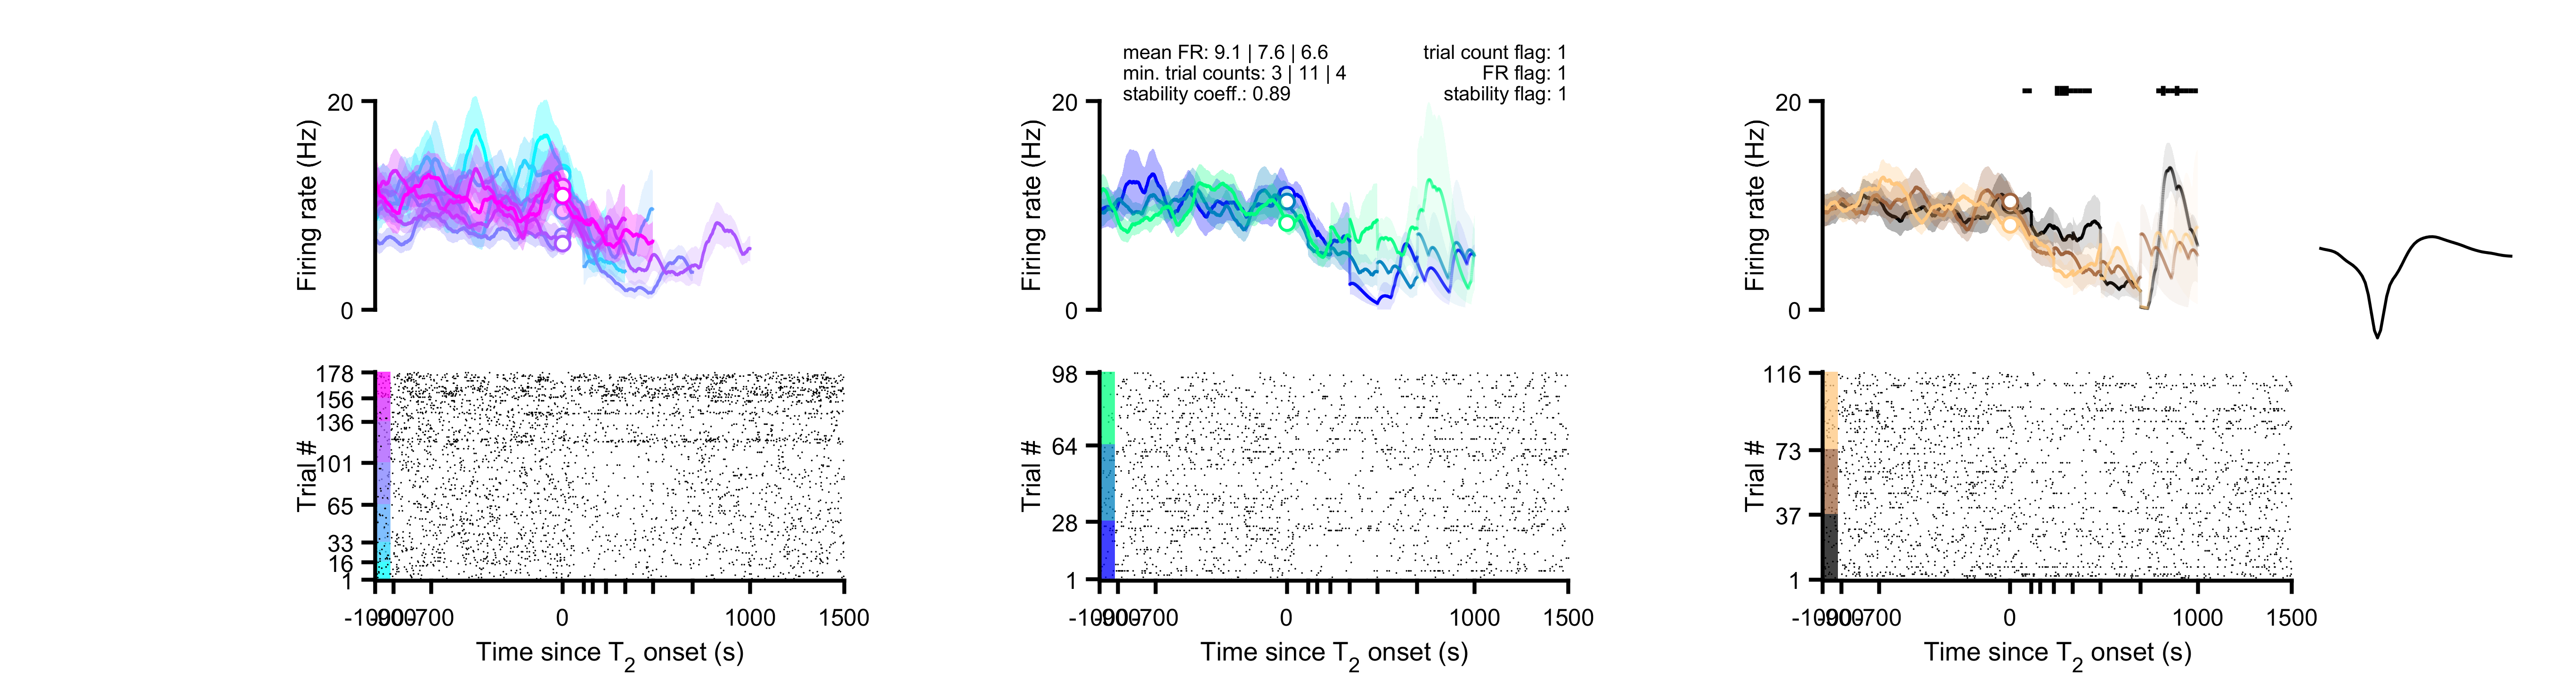 mean FR: 9.1 | 7.6 | 6.6
min. trial counts: 3 | 11 | 4
stability coeff.: 0.89
trial count flag: 1
FR flag: 1
stability flag: 1
20
Firing rate (Hz)
0
20
Firing rate (Hz)
0
20
Firing rate (Hz)
0
178
156
136
101
65
33
16
1
Trial #
0
1000
1500
Time since T2 onset (s)
98
64
28
1
Trial #
0
1000
1500
Time since T2 onset (s)
116
73
37
1
Trial #
0
1000
1500
Time since T2 onset (s)